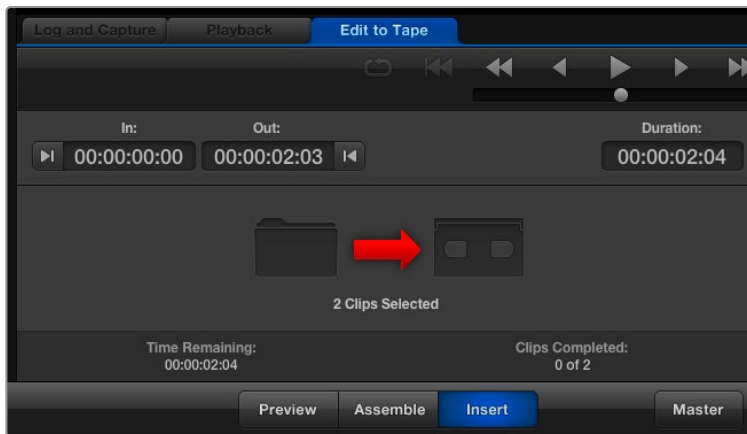 Log and Capture Playback Edit to Tape
In: Out: Duration:
00:00:00:00 00:00:02:03 00:00:02:04
2 Clips Selected
Time Remaining: Clips Completed:
00:00:02:04 0 of 2
Preview Assemble Insert Master